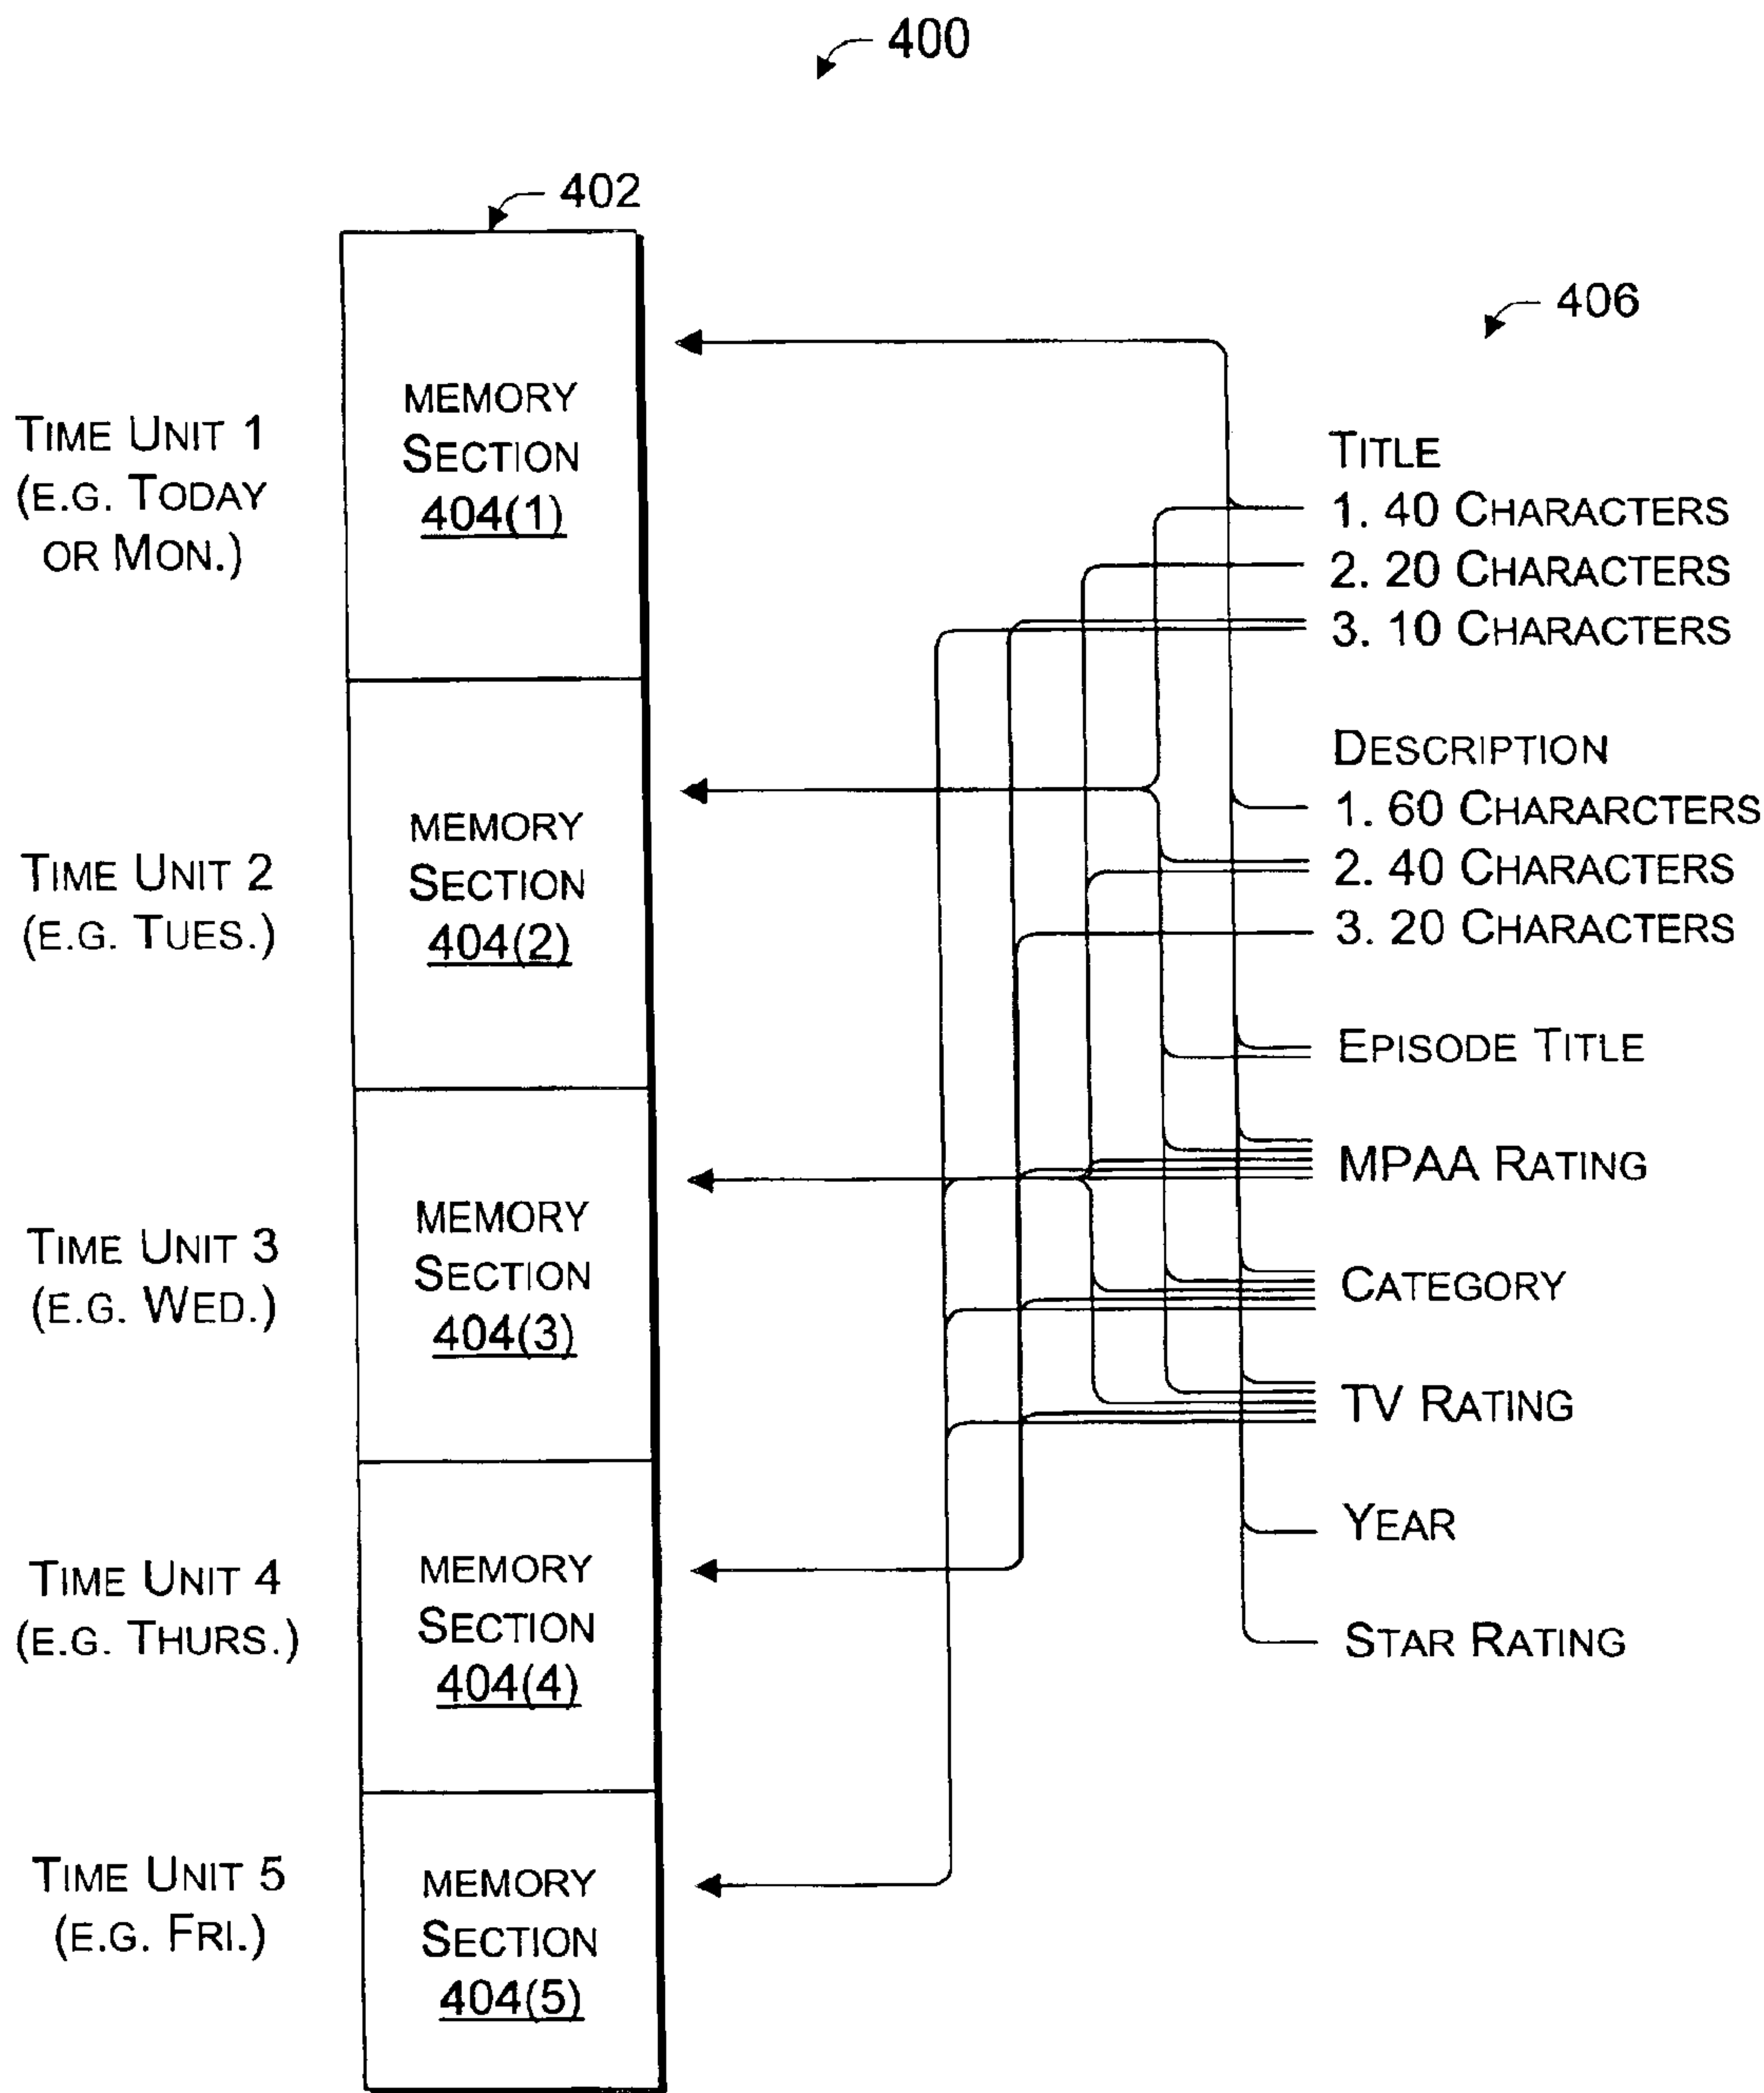 400
402
406
TIME UNIT 1
(E.G. TODAY
OR MON.)
MEMORY
SECTION
404(1)
TIME UNIT 2
(E.G. TUES.)
MEMORY
SECTION
404(2)
TIME UNIT 3
(E.G. WED.)
MEMORY
SECTION
404(3)
TIME UNIT 4
(E.G. THURS.)
MEMORY
SECTION
404(4)
TIME UNIT 5
(E.G. FRI.)
MEMORY
SECTION
404(5)
TITLE
1. 40 CHARACTERS
2. 20 CHARACTERS
3. 10 CHARACTERS
DESCRIPTION
1. 60 CHARARCTERS
2. 40 CHARACTERS
3. 20 CHARACTERS
EPISODE TITLE
MPAA RATING
CATEGORY
TV RATING
YEAR
STAR RATING